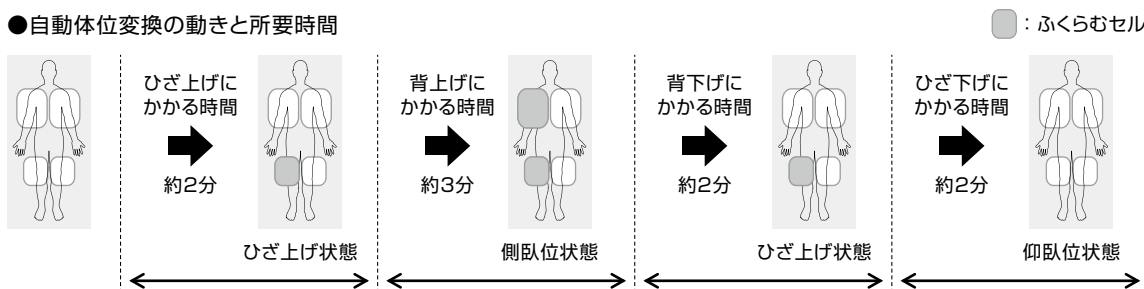 ●自動体位変換の動きと所要時間
：ふくらむセル
ひざ上げに
かかる時間
約2分
ひざ上げ状態
背上げに
かかる時間
約3分
側臥位状態
背下げに
かかる時間
約2分
ひざ上げ状態
ひざ下げに
かかる時間
約2分
仰臥位状態